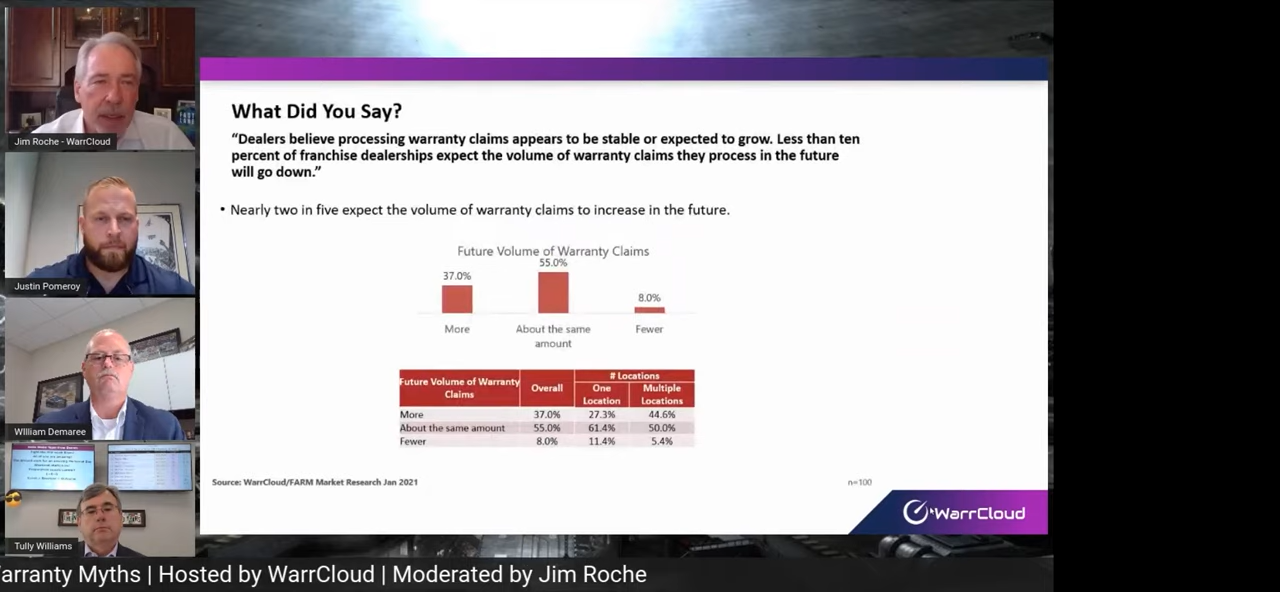 What Did You Say?
“Dealers believe processing warranty claims appears to be stable or expected to grow. Less than ten
percent of franchise dealerships expect the volume of warranty claims they process in the future
will go down.”
• Nearly two in five expect the volume of warranty claims to increase in the future.
Future Volume of Warranty Claims
37.0%
55.0%
8.0%
More
About the same
amount
Fewer
Future Volume of Warranty
Claims
Overall
# Locations
One
Location
Multiple
Locations
More 37.0% 27.3% 44.6%
About the same amount 55.0% 61.4% 50.0%
Fewer 8.0% 11.4% 5.4%
Source: WarrCloud/FARM Market Research Jan 2021
n=100
WarrCloud
Jim Roche - WarrCloud
Justin Pomeroy
WIlliam Demaree
Tully Williams
arranty Myths | Hosted by WarrCloud | Moderated by Jim Roche